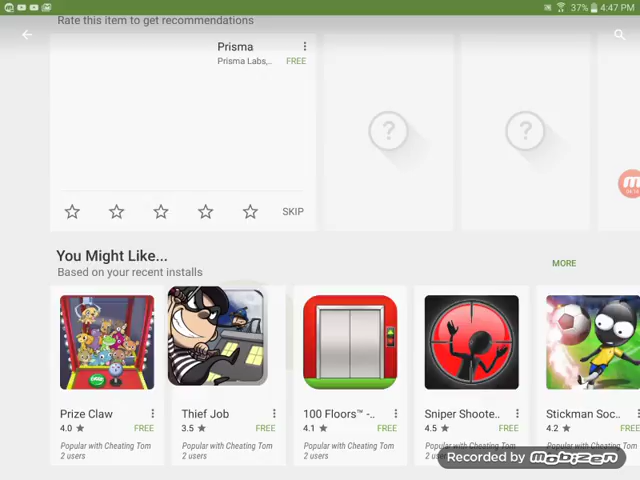 37% 4:47 PM
Rate this item to get recommendations
Prisma
Prisma Labs,.. FREE
? ?
SKIP
You Might Like...
Based on your recent installs
MORE
Prize Claw Thief Job 100 Floors™ -.. Sniper Shoote.. Stickman Soc..
4.0 FREE 3.5 FREE 4.1 FREE 4.5 FREE 4.2 FREE
Popular with Cheating Tom Popular with Cheating Tom Popular with Cheating Tom Popular with Cheating Tom Popular with Cheating Tom
2 users 2 users 2 users 2 users 2 users
Recorded by Mobizen